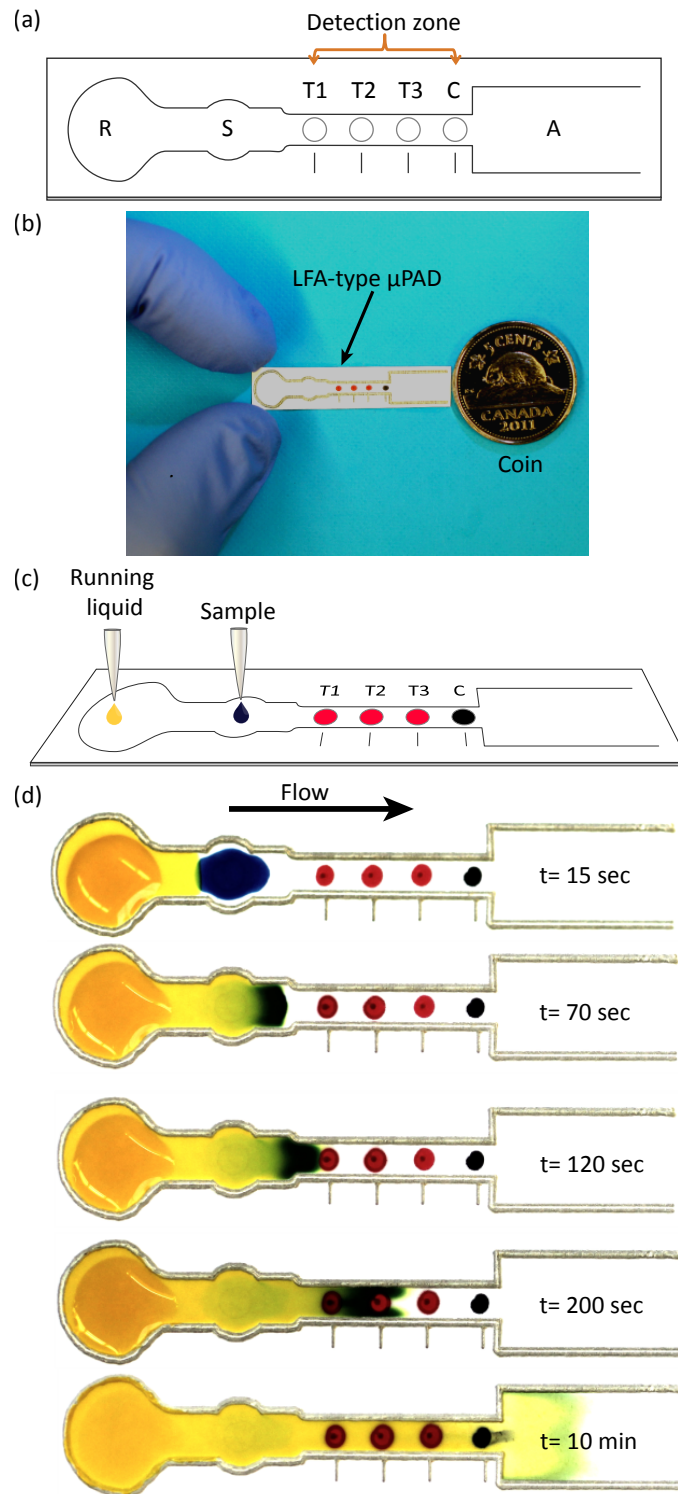 (a)
Detection zone
T1 T2 T3 C
R S A
(b)
LFA-type µPAD
5 CENTS
CANADA
2011
Coin
(c)
Running
liquid
Sample
T1 T2 T3 C
(d)
Flow
t= 15 sec
t= 70 sec
t= 120 sec
t= 200 sec
t= 10 min